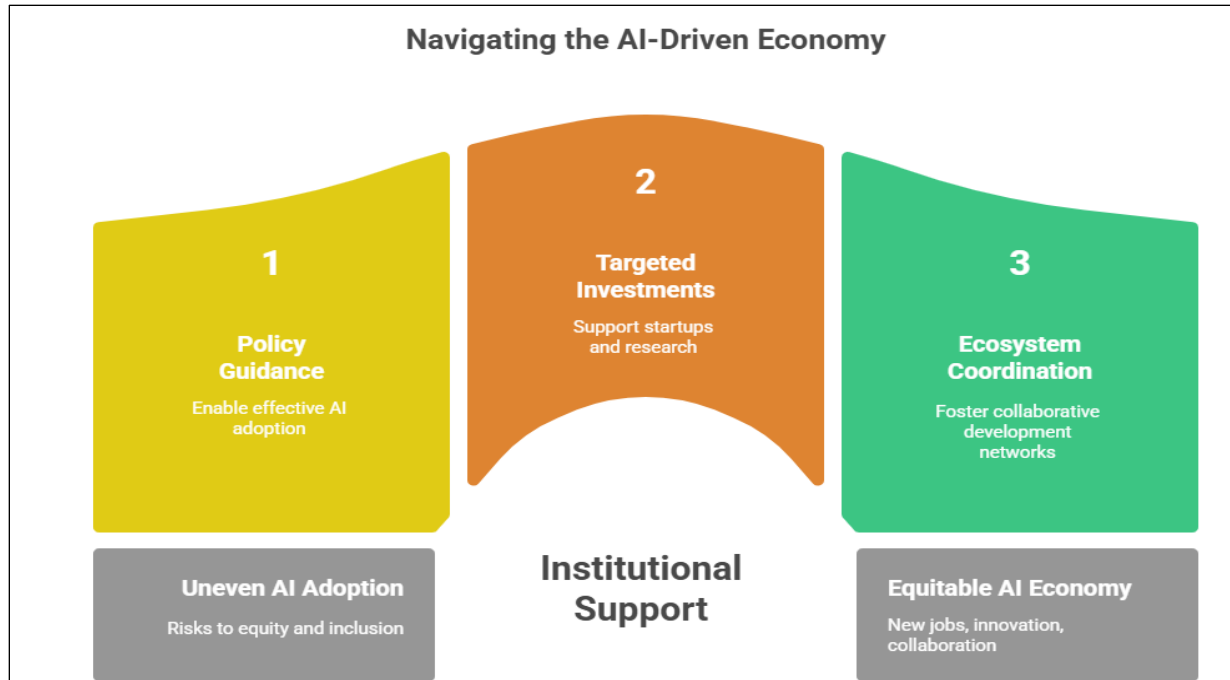 Navigating the AI-Driven Economy
1
Policy
Guidance
Enable effective AI
adoption
2
Targeted
Investments
Support startups
and research
3
Ecosystem
Coordination
Foster collaborative
development
networks
Uneven AI Adoption
Risks to equity and inclusion
Institutional
Support
Equitable AI Economy
New jobs, innovation,
collaboration